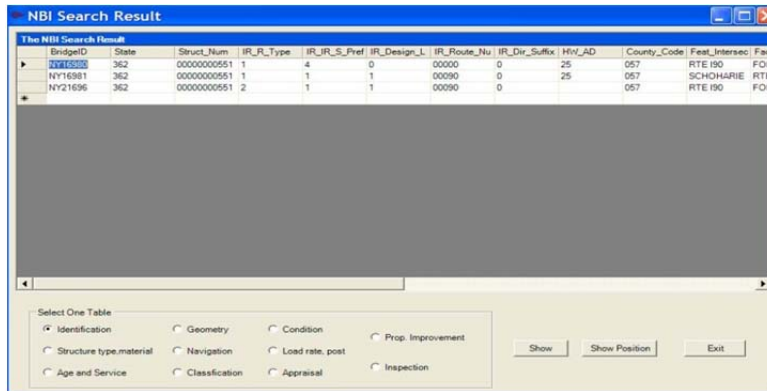 NBI Search Result
The NBI Search Result
BridgeID State Struct_Num IR_R_Type IR_IR_S_Pref IR_Design_L IR_Route_Nu IR_Dir_Suffix HW_AD County_Code Feat_Intersec Fac
NY16980 362 00000000551 1 4 0 00000 0 25 057 RTE I90 FO
NY16981 362 00000000551 1 1 1 00090 0 25 057 SCHOHARIE RTI
NY21696 362 00000000551 2 1 1 00090 0 057 RTE I90 FO
Select One Table
Identification Geometry Condition Prop. Improvement
Structure type,material Navigation Load rate, post
Age and Service Classfication Appraisal Inspection
Show Show Position Exit